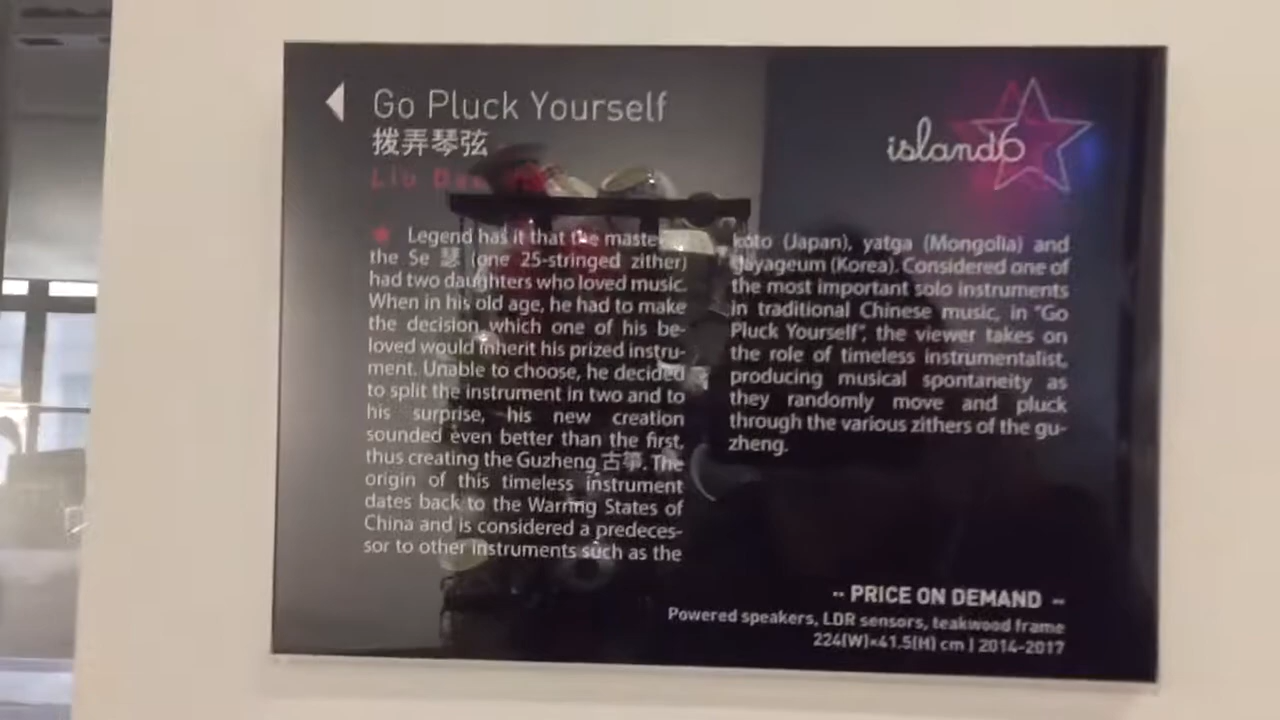 Go Pluck Yourself
拨弄琴弦
Liu
island6
Legend has it that the master
the Se 瑟 (one 25-stringed zither)
had two daughters who loved music.
When in his old age, he had to make
the decision which one of his be-
loved would inherit his prized instru-
ment. Unable to choose, he decided
to split the instrument in two and to
his surprise, his new creation
sounded even better than the first,
thus creating the Guzheng 古筝. The
origin of this timeless instrument
dates back to the Warring States of
China and is considered a predeces-
sor to other instruments such as the
koto (Japan), yatga (Mongolia) and
gayageum (Korea). Considered one of
the most important solo instruments
in traditional Chinese music, in "Go
Pluck Yourself", the viewer takes on
the role of timeless instrumentalist,
producing musical spontaneity as
they randomly move and pluck
through the various zithers of the gu-
zheng.
-- PRICE ON DEMAND --
Powered speakers, LDR sensors, teakwood frame
224(W)×41.5(H) cm | 2014-2017